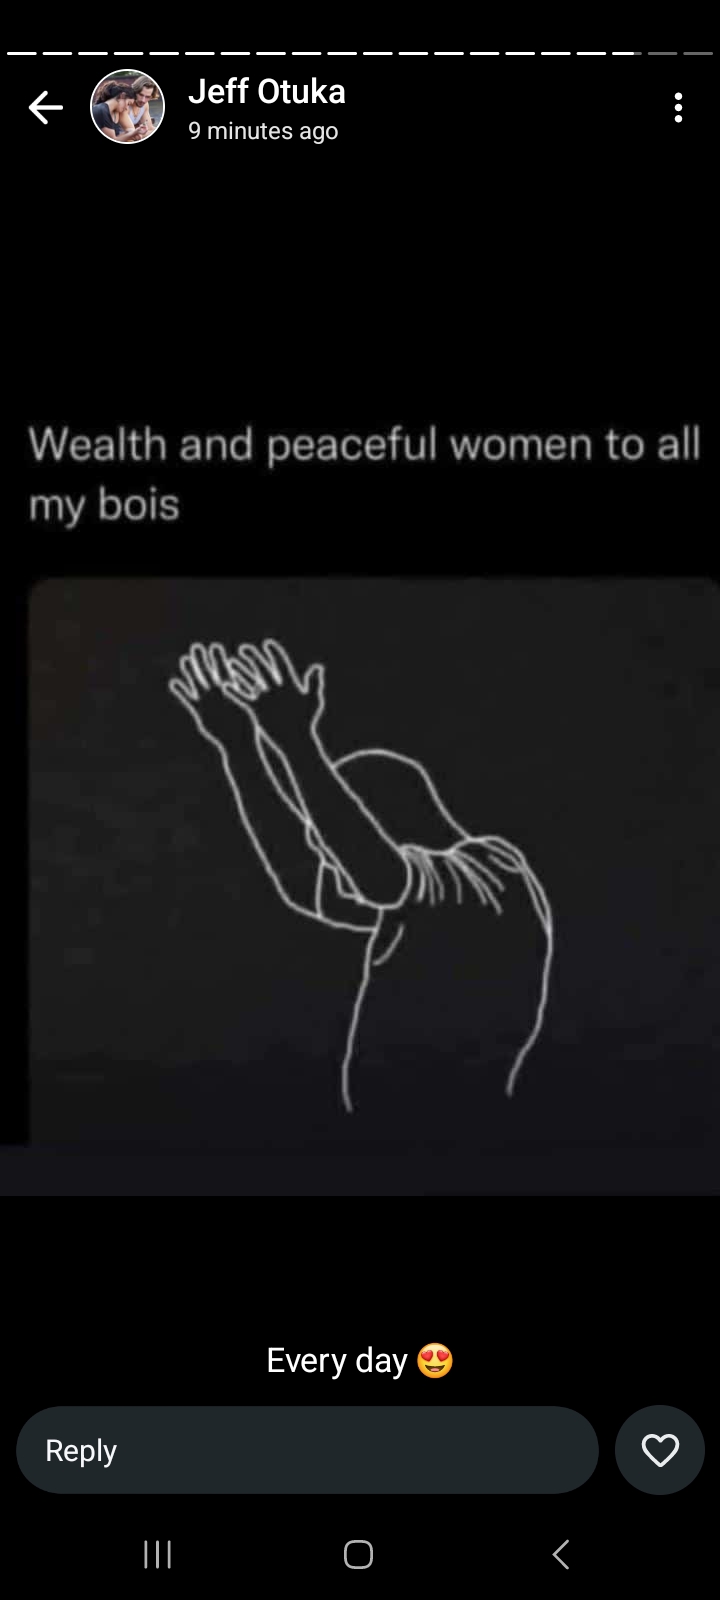 Jeff Otuka
9 minutes ago
Wealth and peaceful women to all
my bois
Every day 😍
Reply